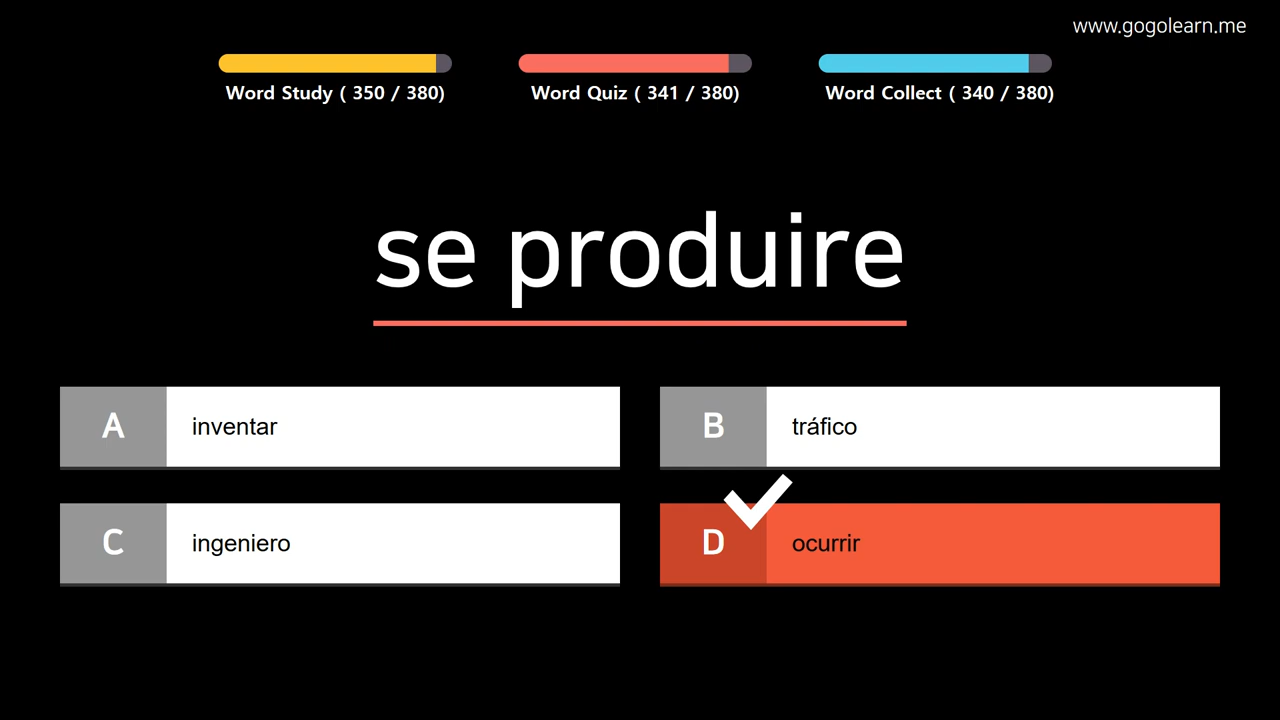 www.gogolearn.me
Word Study ( 350 / 380)
Word Quiz ( 341 / 380)
Word Collect ( 340 / 380)
se produire
A inventar
B tráfico
C ingeniero
D ocurrir